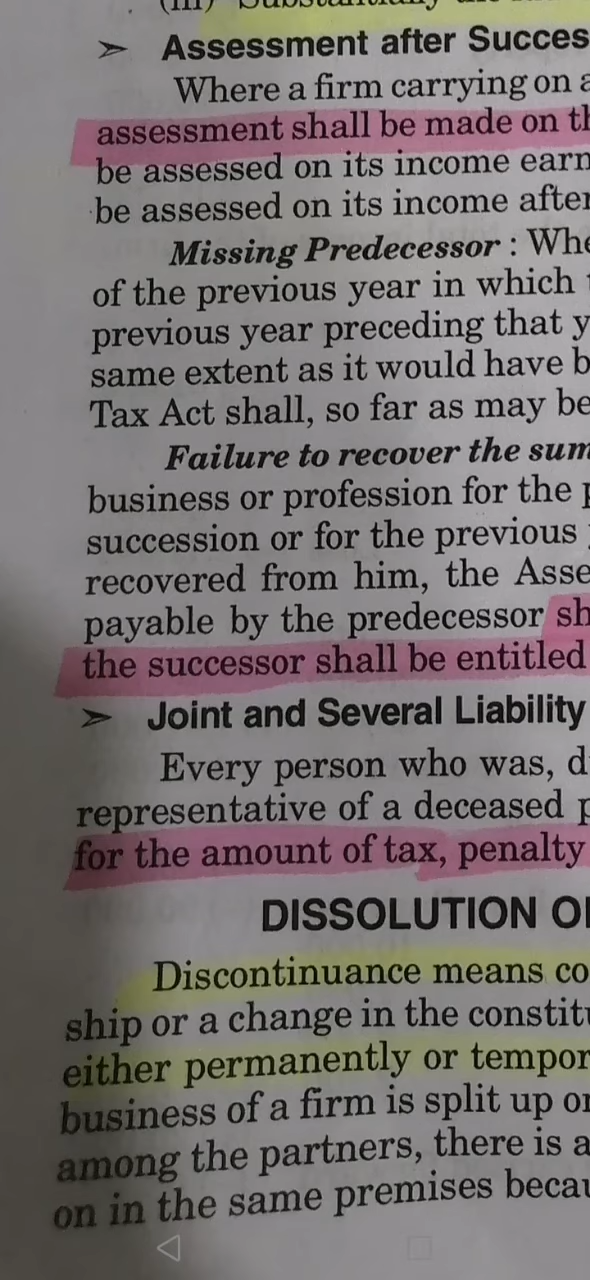 (iii) Substantially the
➢ Assessment after Succes
Where a firm carrying on a
assessment shall be made on th
be assessed on its income earn
be assessed on its income after
Missing Predecessor : Whe
of the previous year in which
previous year preceding that y
same extent as it would have b
Tax Act shall, so far as may be
Failure to recover the sum
business or profession for the p
succession or for the previous
recovered from him, the Asse
payable by the predecessor sh
the successor shall be entitled
➢ Joint and Several Liability
Every person who was, d
representative of a deceased p
for the amount of tax, penalty
DISSOLUTION O
Discontinuance means co
ship or a change in the constitu
either permanently or tempor
business of a firm is split up or
among the partners, there is a
on in the same premises becau